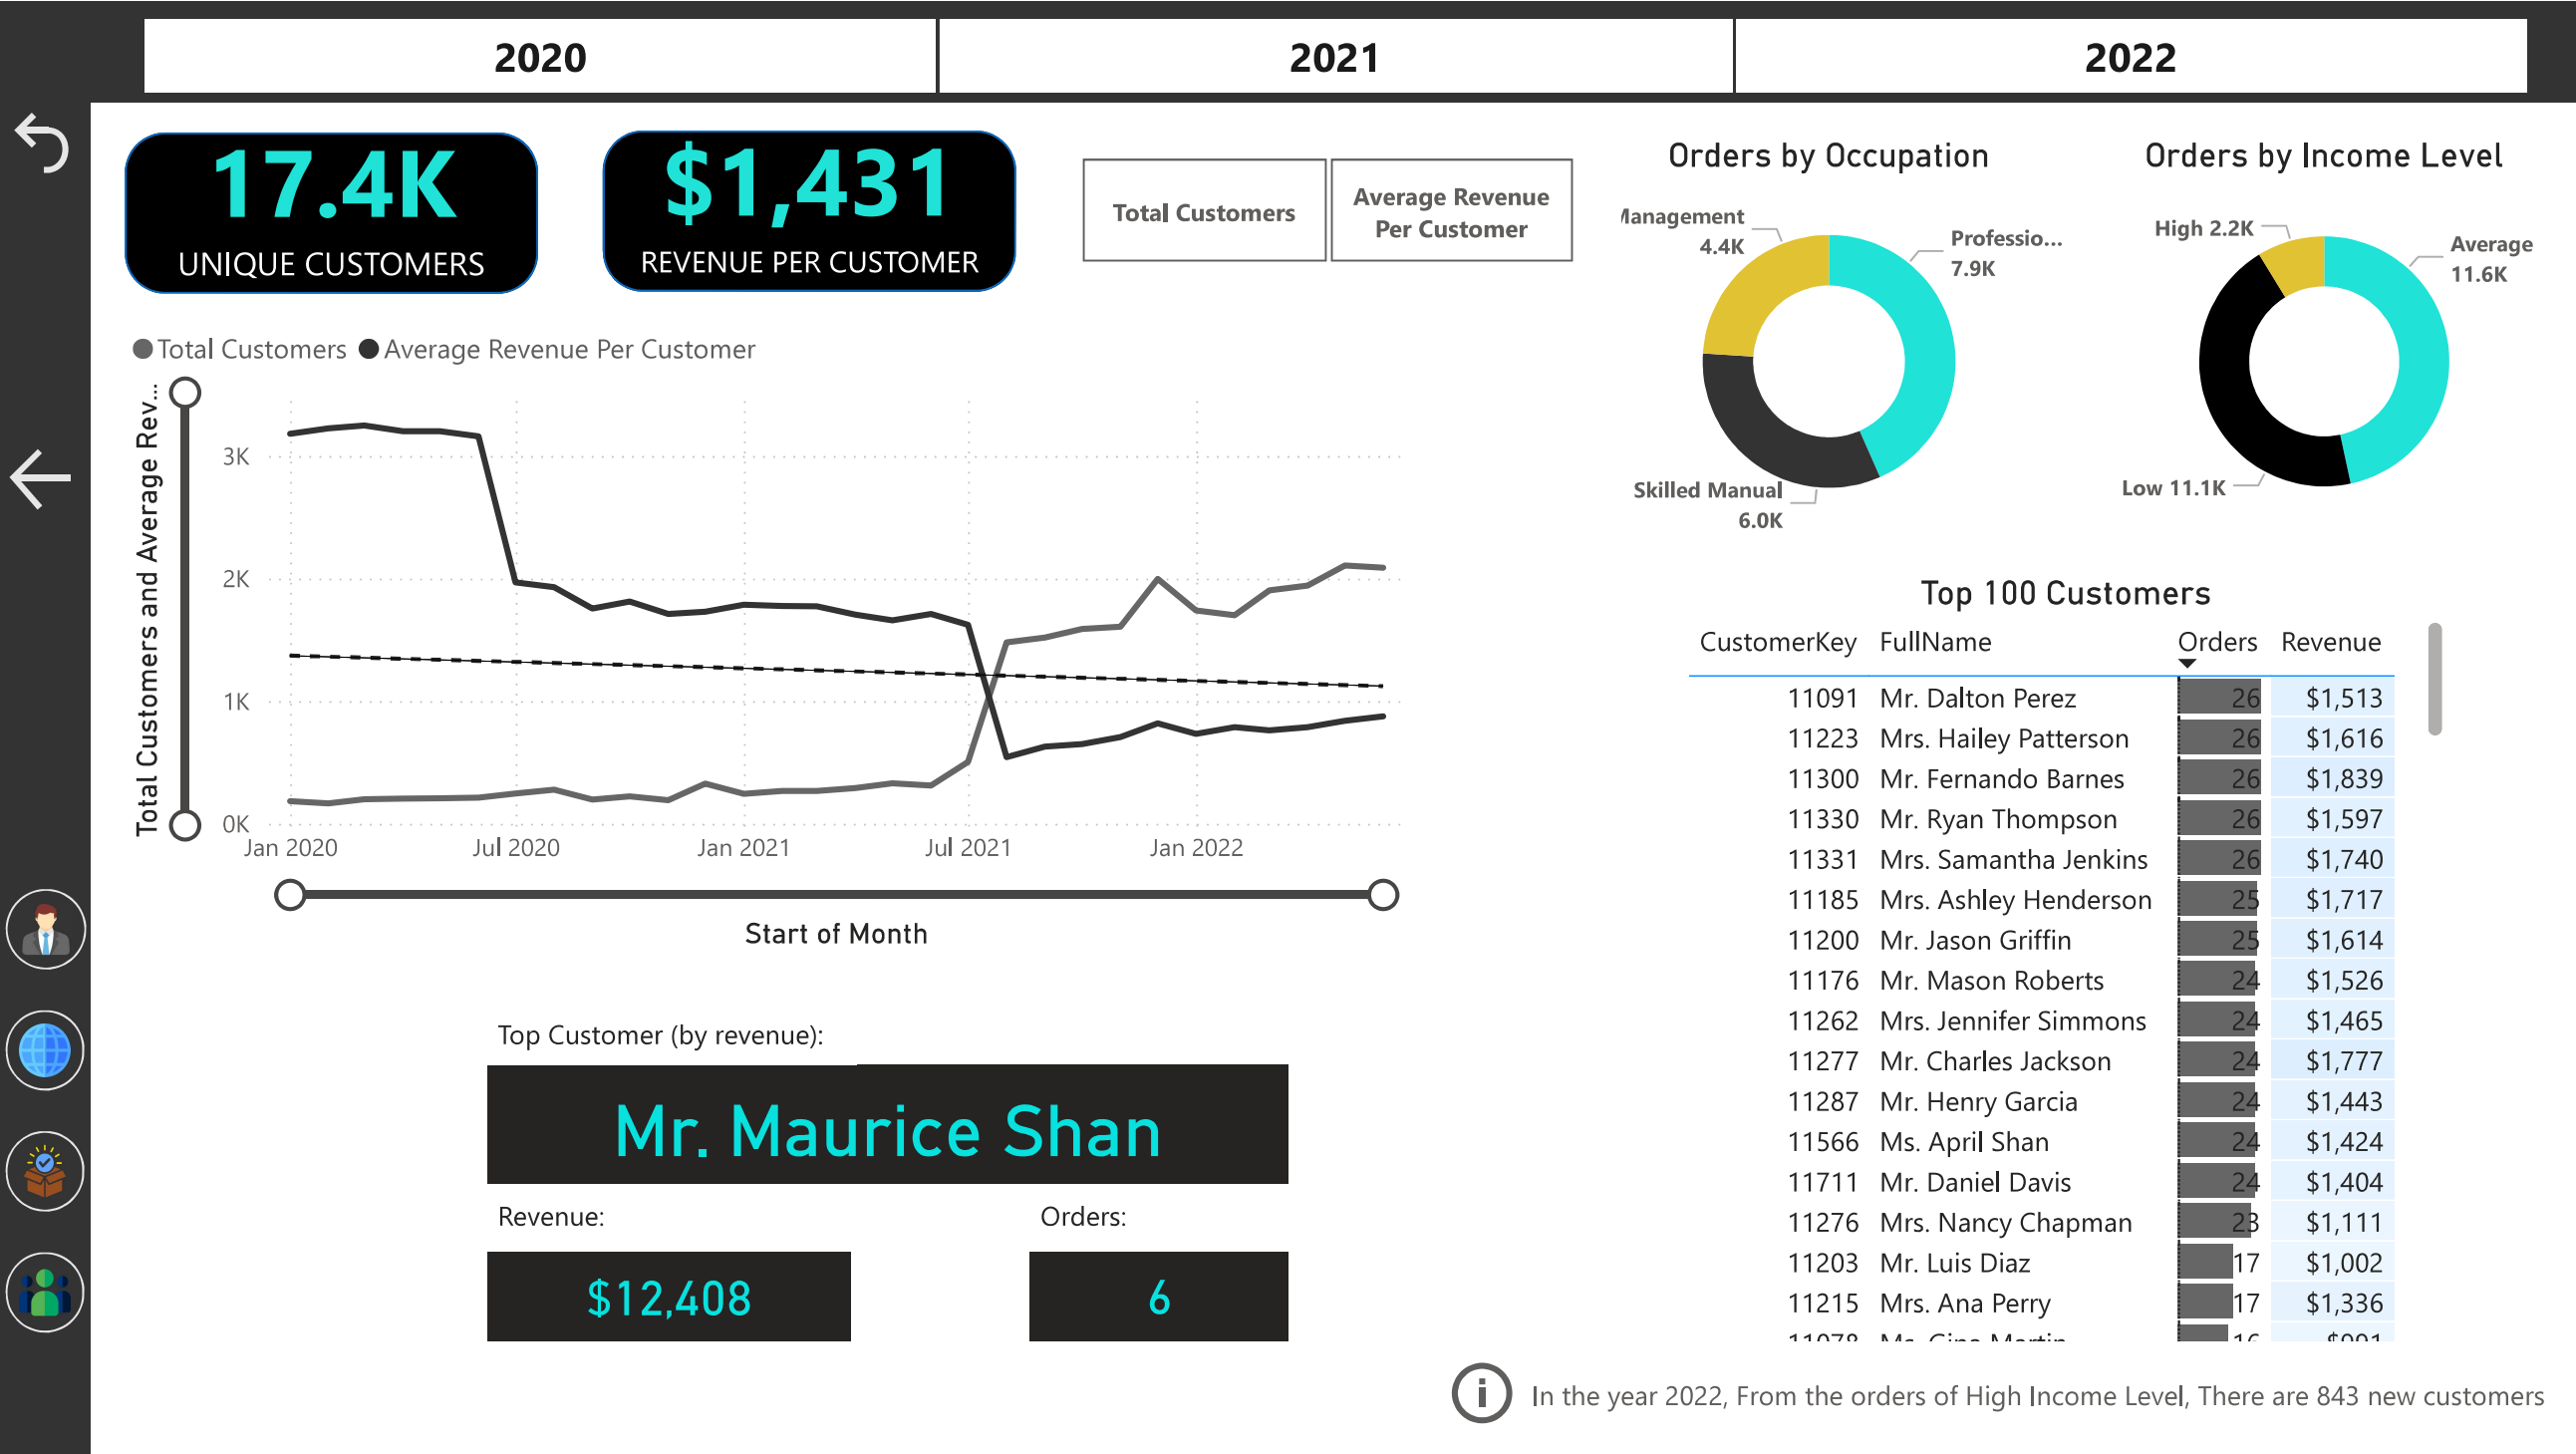 2020
2021
2022
17.4K
UNIQUE CUSTOMERS
$1,431
REVENUE PER CUSTOMER
Total Customers
Average Revenue
Per Customer
Total Customers Average Revenue Per Customer
Total Customers and Average Rev...
3K
2K
1K
0K
Jan 2020 Jul 2020 Jan 2021 Jul 2021 Jan 2022
Start of Month
Orders by Occupation
Management
4.4K
Professio...
7.9K
Skilled Manual
6.0K
Orders by Income Level
High 2.2K
Average
11.6K
Low 11.1K
Top Customer (by revenue):
Mr. Maurice Shan
Revenue:
$12,408
Orders:
6
Top 100 Customers
CustomerKey FullName Orders Revenue
11091 Mr. Dalton Perez 26 $1,513
11223 Mrs. Hailey Patterson 26 $1,616
11300 Mr. Fernando Barnes 26 $1,839
11330 Mr. Ryan Thompson 26 $1,597
11331 Mrs. Samantha Jenkins 26 $1,740
11185 Mrs. Ashley Henderson 25 $1,717
11200 Mr. Jason Griffin 25 $1,614
11176 Mr. Mason Roberts 24 $1,526
11262 Mrs. Jennifer Simmons 24 $1,465
11277 Mr. Charles Jackson 24 $1,777
11287 Mr. Henry Garcia 24 $1,443
11566 Ms. April Shan 24 $1,424
11711 Mr. Daniel Davis 24 $1,404
11276 Mrs. Nancy Chapman 23 $1,111
11203 Mr. Luis Diaz 17 $1,002
11215 Mrs. Ana Perry 17 $1,336
In the year 2022, From the orders of High Income Level, There are 843 new customers